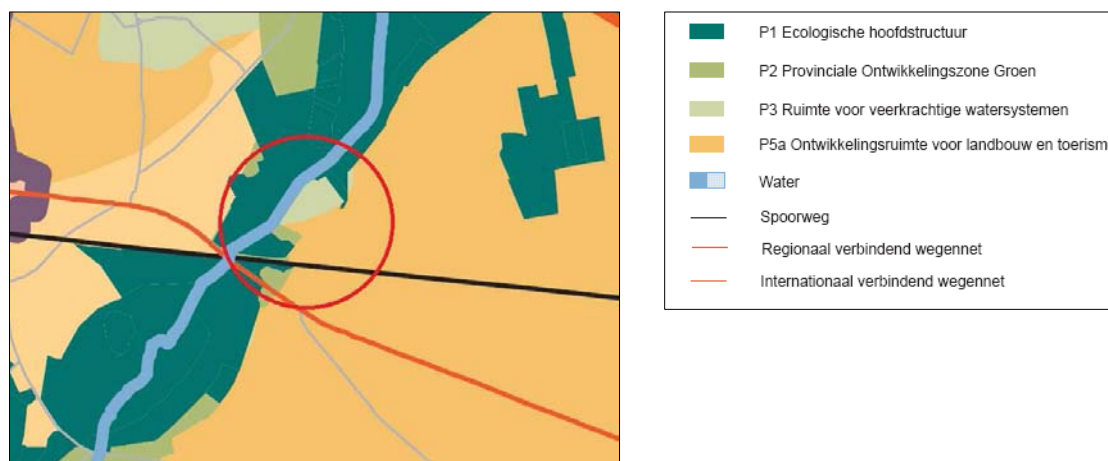 P1 Ecologische hoofdstructuur
P2 Provinciale Ontwikkelingszone Groen
P3 Ruimte voor veerkrachtige watersystemen
P5a Ontwikkelingsruimte voor landbouw en toerism
Water
Spoorweg
Regionaal verbindend wegennet
Internationaal verbindend wegennet